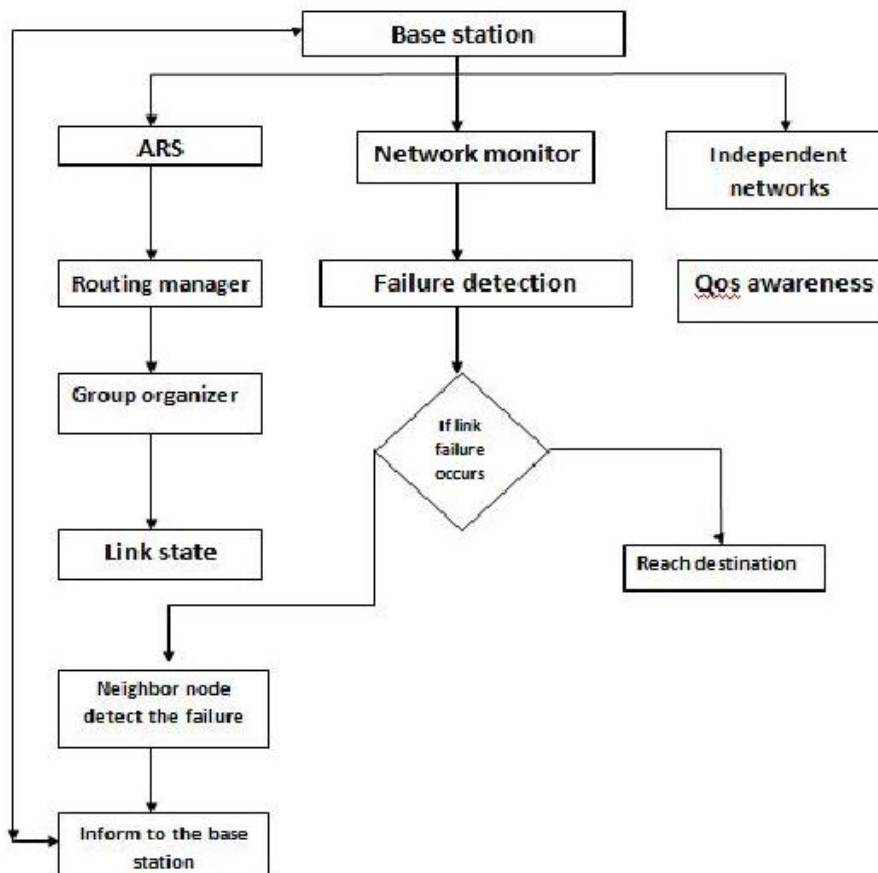 Base station
ARS
Network monitor
Independent
networks
Routing manager
Failure detection
Qos awareness
Group organizer
If link
failure
occurs
Link state
Reach destination
Neighbor node
detect the failure
Inform to the base
station